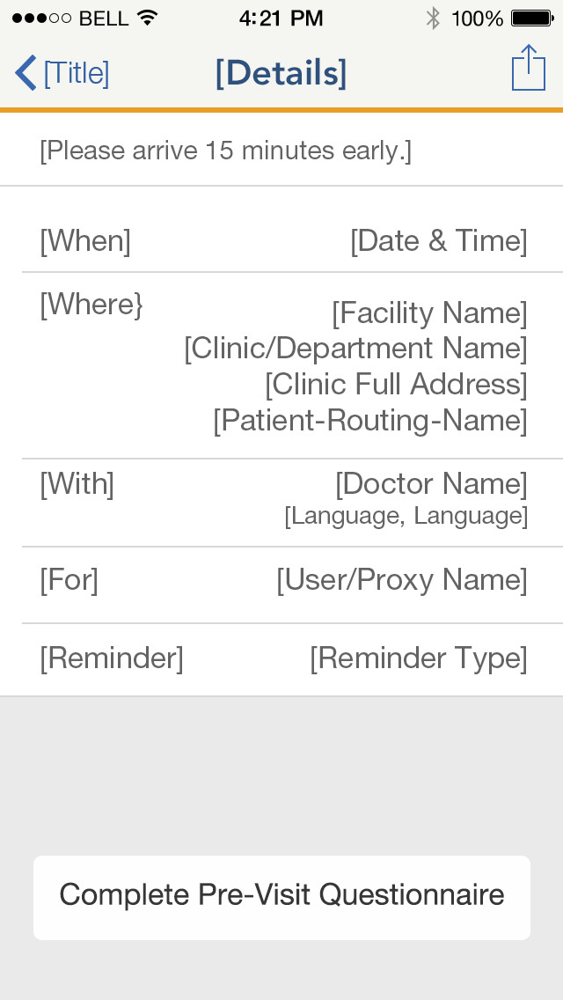 BELL 4:21 PM 100%
[Title] [Details]
[Please arrive 15 minutes early.]
[When] [Date & Time]
[Where} [Facility Name]
[Clinic/Department Name]
[Clinic Full Address]
[Patient-Routing-Name]
[With] [Doctor Name]
[Language, Language]
[For] [User/Proxy Name]
[Reminder] [Reminder Type]
Complete Pre-Visit Questionnaire